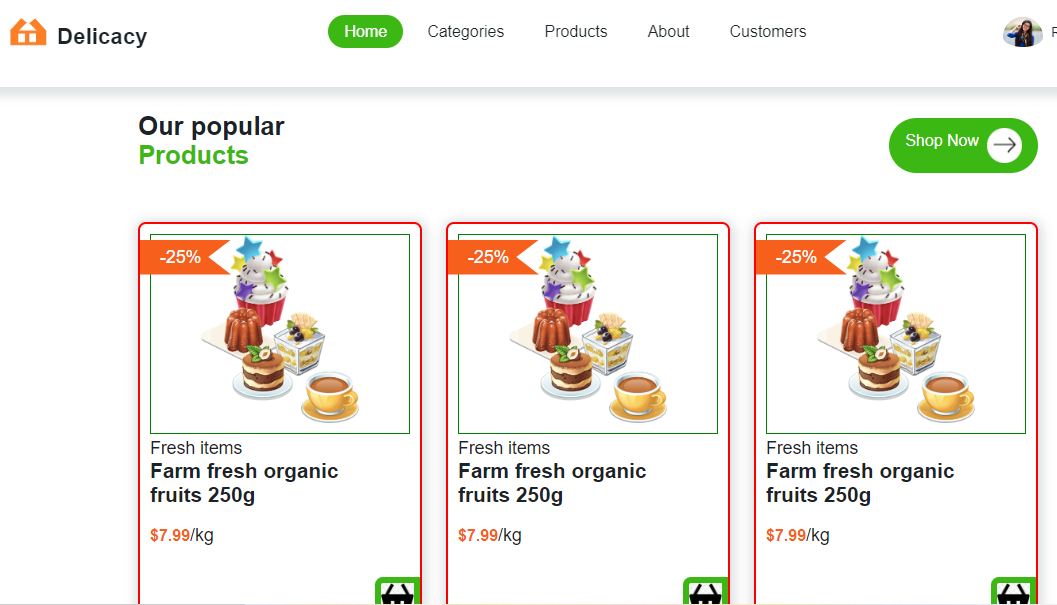 Delicacy
Home Categories Products About Customers
Our popular
Products
Shop Now
-25%
Fresh items
Farm fresh organic
fruits 250g
$7.99/kg
-25%
Fresh items
Farm fresh organic
fruits 250g
$7.99/kg
-25%
Fresh items
Farm fresh organic
fruits 250g
$7.99/kg